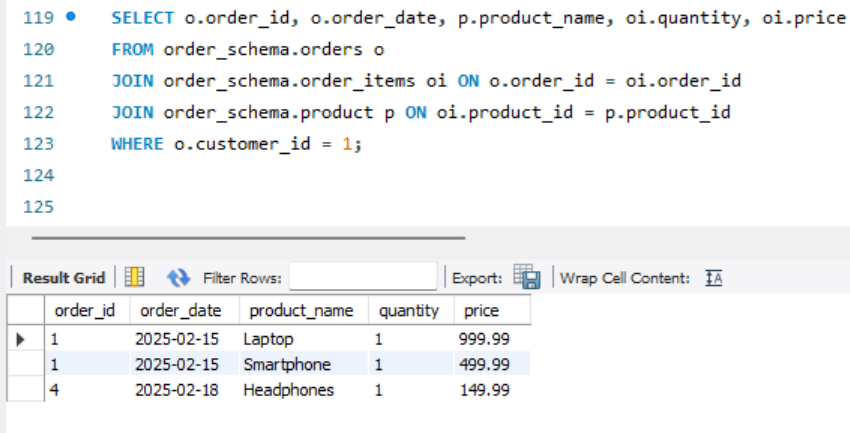 119 SELECT o.order_id, o.order_date, p.product_name, oi.quantity, oi.price
120 FROM order_schema.orders o
121 JOIN order_schema.order_items oi ON o.order_id = oi.order_id
122 JOIN order_schema.product p ON oi.product_id = p.product_id
123 WHERE o.customer_id = 1;
124
125
Result Grid Filter Rows: Export: Wrap Cell Content: IA
order_id order_date product_name quantity price
1 2025-02-15 Laptop 1 999.99
1 2025-02-15 Smartphone 1 499.99
4 2025-02-18 Headphones 1 149.99